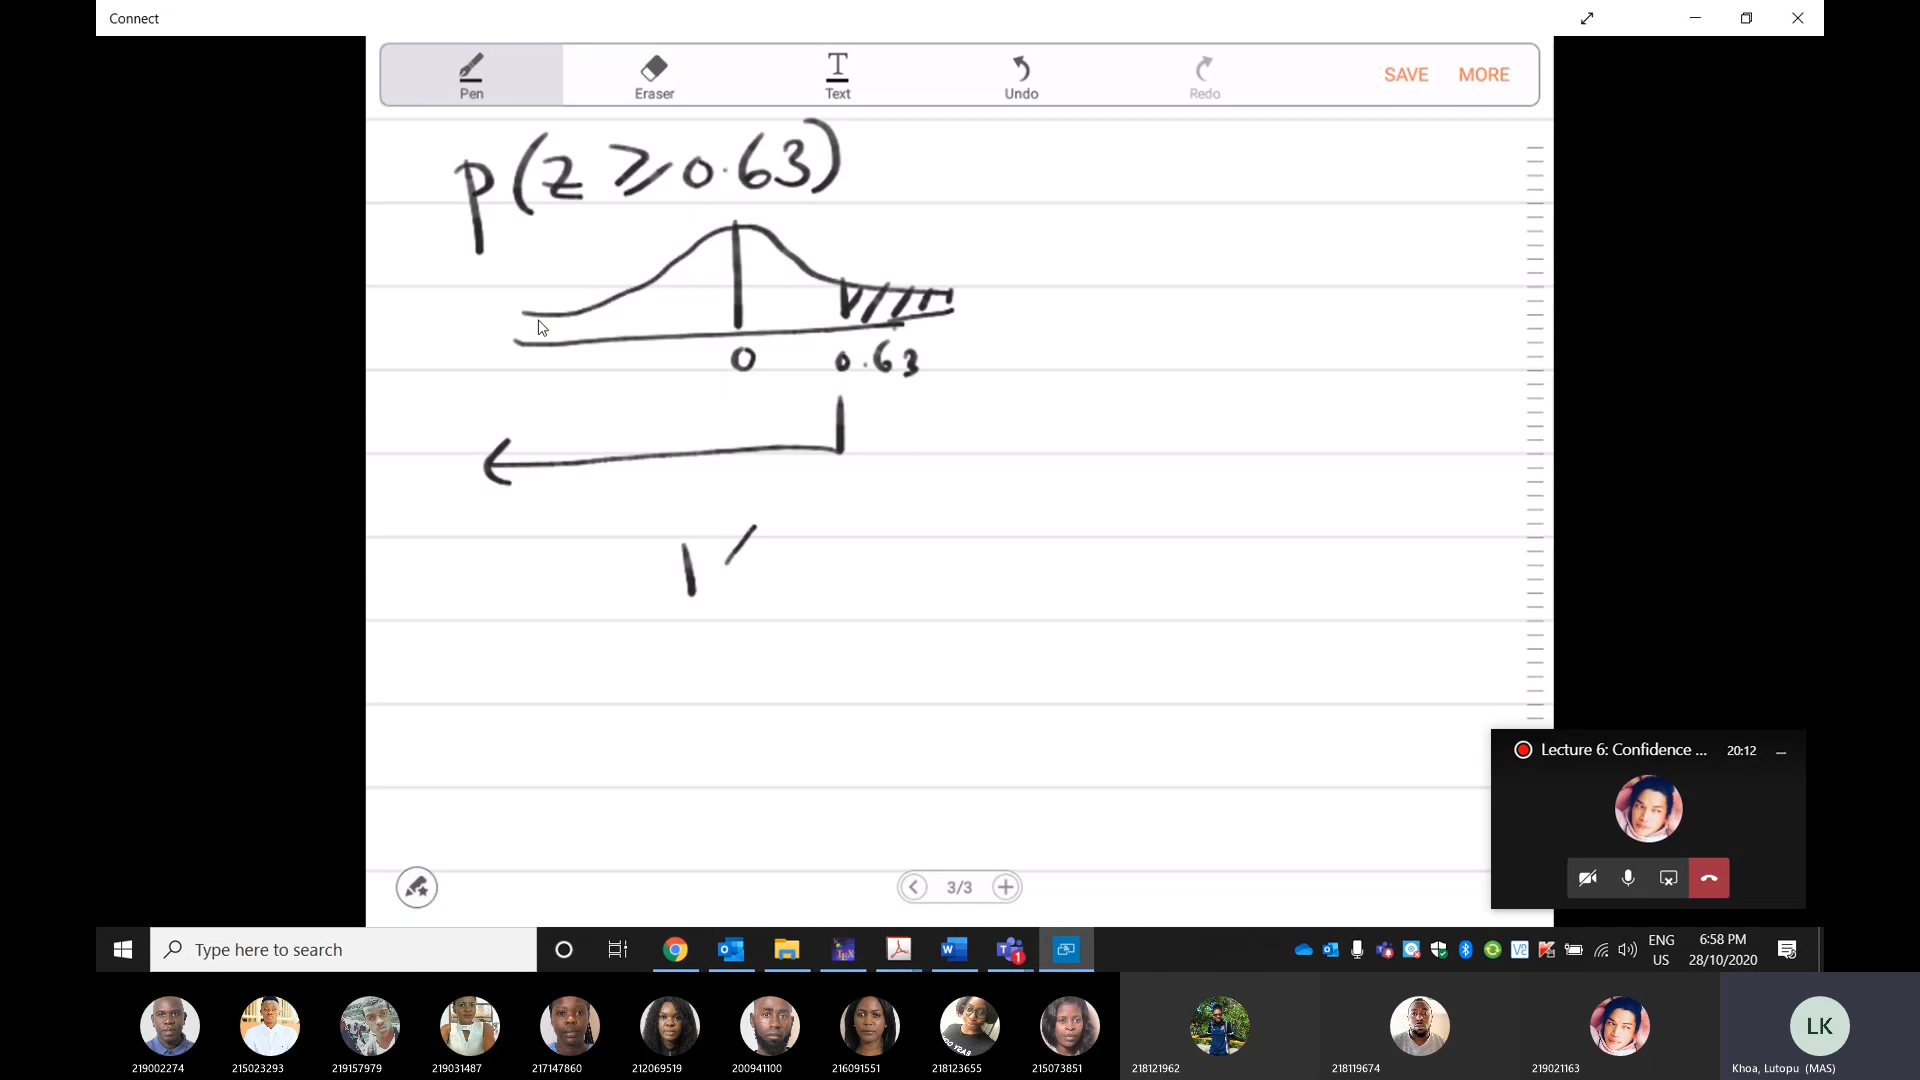 Connect
Pen
Eraser
Text
Undo
Redo
SAVE
MORE
p(z ⩾ 0.63)
0
0.63
1
3/3
Lecture 6: Confidence ...
20:12
Type here to search
ENG
US
6:58 PM
28/10/2020
219002274
215023293
219157979
219031487
217147860
212069519
200941100
216091551
218123655
215073851
218121962
218119674
219021163
LK
Khoa, Lutopu (MAS)